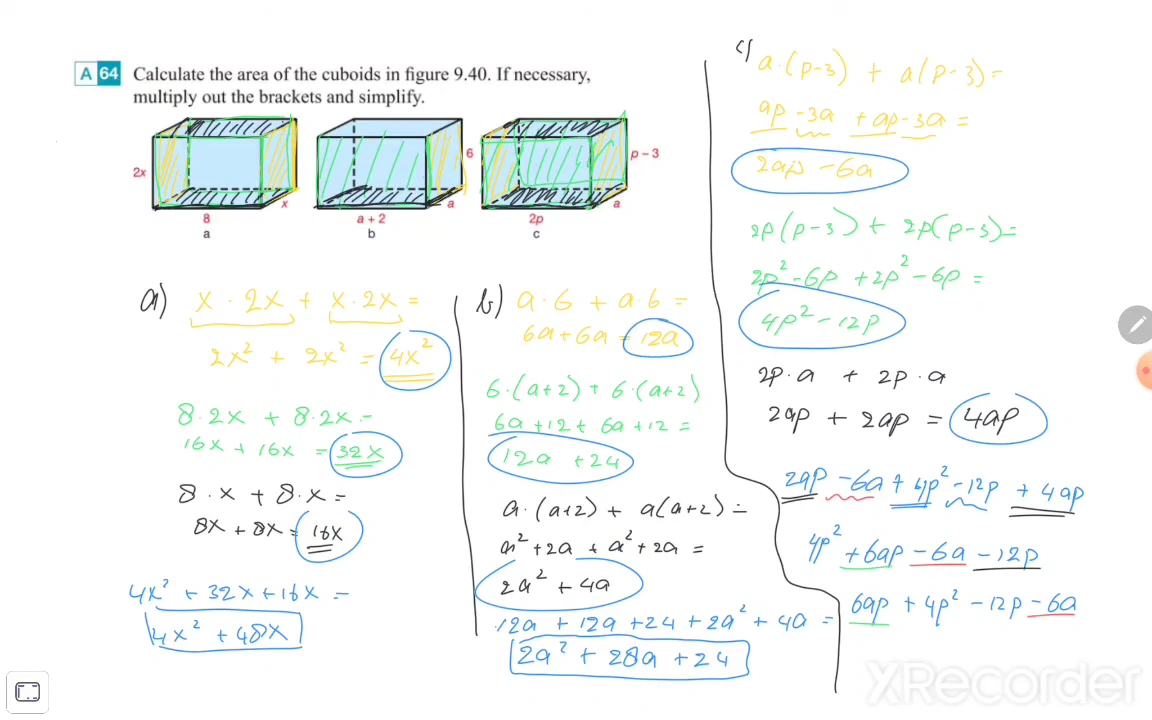 A 64 Calculate the area of the cuboids in figure 9.40. If necessary,
multiply out the brackets and simplify.
2x
8
x
a
6
a + 2
a
b
p – 3
2p
a
c
a)
x · 2x + x · 2x =
2x² + 2x² = 4x²
8 · 2x + 8 · 2x =
16x + 16x = 32x
8 · x + 8 · x =
8x + 8x = 16x
4x² + 32x + 16x =
4x² + 48x
b)
a · 6 + a · 6 =
6a + 6a = 12a
6 · (a+2) + 6 · (a+2)
6a + 12 + 6a + 12 =
12a + 24
a · (a+2) + a(a+2) =
a² + 2a + a² + 2a =
2a² + 4a
12a + 12a + 24 + 2a² + 4a =
2a² + 28a + 24
c)
a · (p-3) + a(p-3) =
ap - 3a + ap - 3a =
2ap - 6a
2p(p-3) + 2p(p-3) =
2p² - 6p + 2p² - 6p =
4p² - 12p
2p · a + 2p · a
2ap + 2ap = 4ap
2ap - 6a + 4p² - 12p + 4ap
4p² + 6ap - 6a - 12p
6ap + 4p² - 12p - 6a
XRecorder